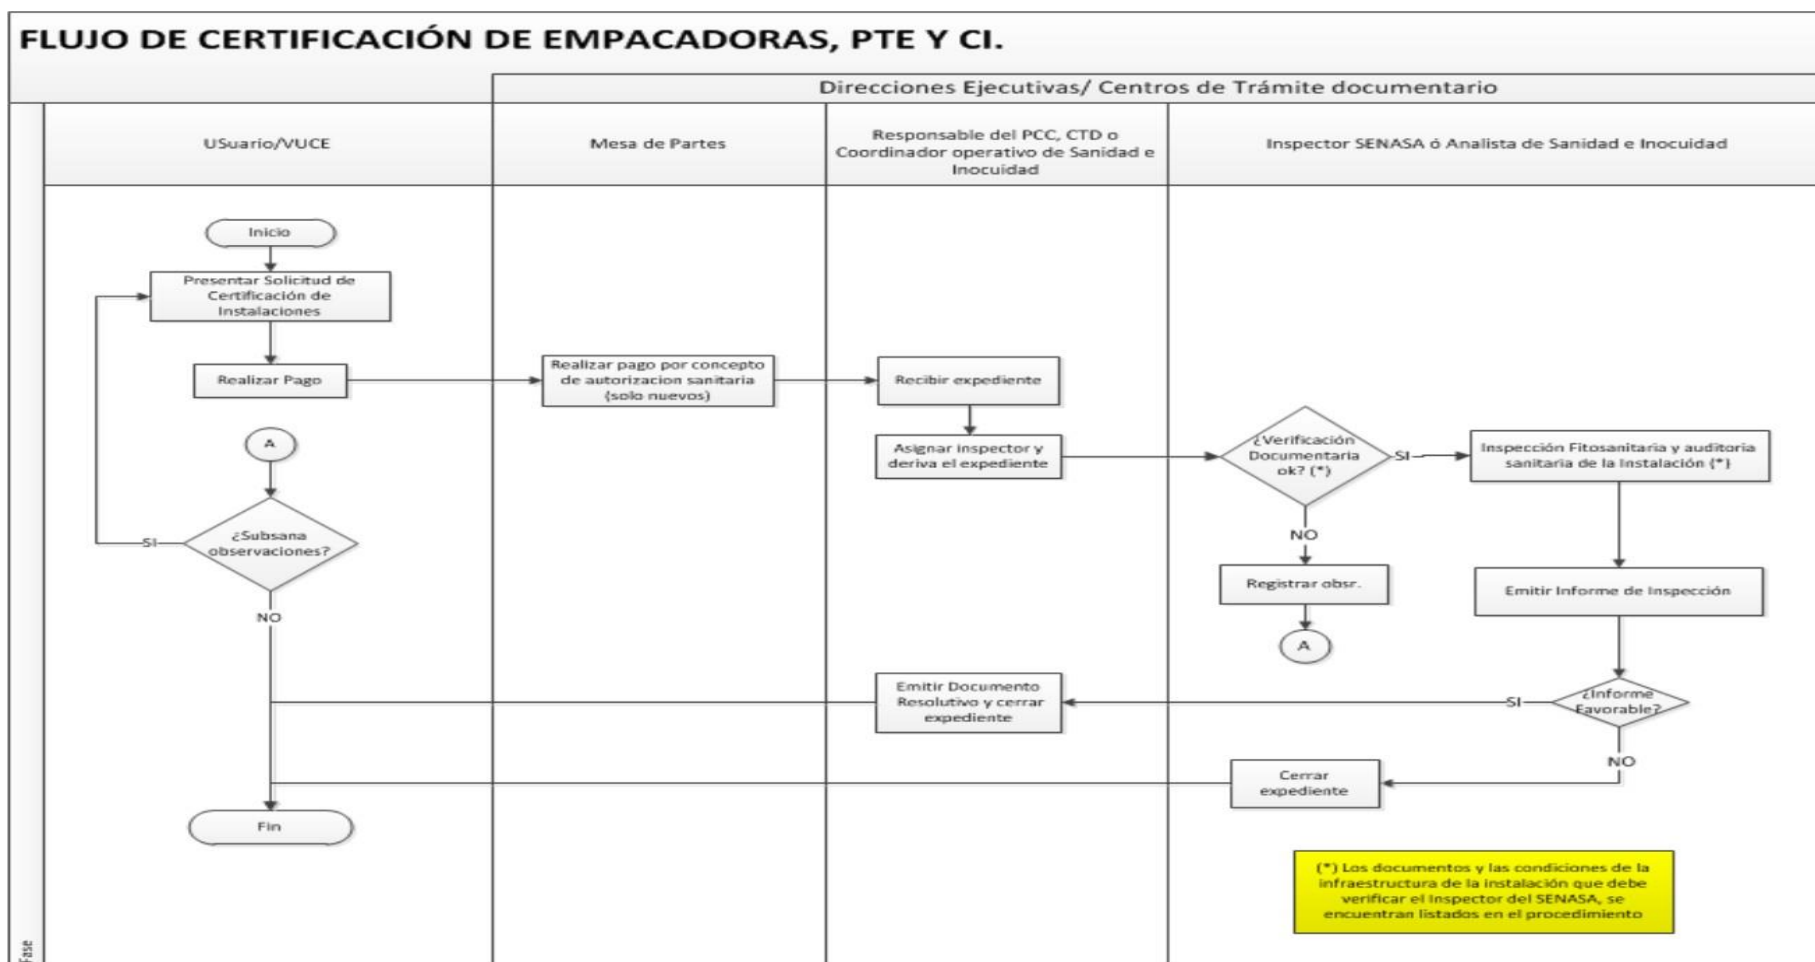 FLUJO DE CERTIFICACIÓN DE EMPACADORAS, PTE Y CI.
Direcciones Ejecutivas/ Centros de Trámite documentario
USuario/VUCE
Mesa de Partes
Responsable del PCC, CTD o
Coordinador operativo de Sanidad e
Inocuidad
Inspector SENASA ó Analista de Sanidad e Inocuidad
Inicio
Presentar Solicitud de
Certificación de
Instalaciones
Realizar Pago
Realizar pago por concepto
de autorizacion sanitaria
(solo nuevos)
Recibir expediente
Asignar inspector y
deriva el expediente
¿Verificación
Documentaria
ok? (*)
SI
Inspección Fitosanitaria y auditoria
sanitaria de la Instalación (*)
NO
Registrar obsr.
A
Emitir Informe de Inspección
¿Informe
Favorable?
SI
NO
Emitir Documento
Resolutivo y cerrar
expediente
Cerrar
expediente
A
¿Subsana
observaciones?
SI
NO
Fin
(*) Los documentos y las condiciones de la
infraestructura de la instalación que debe
verificar el Inspector del SENASA, se
encuentran listados en el procedimiento
Fase